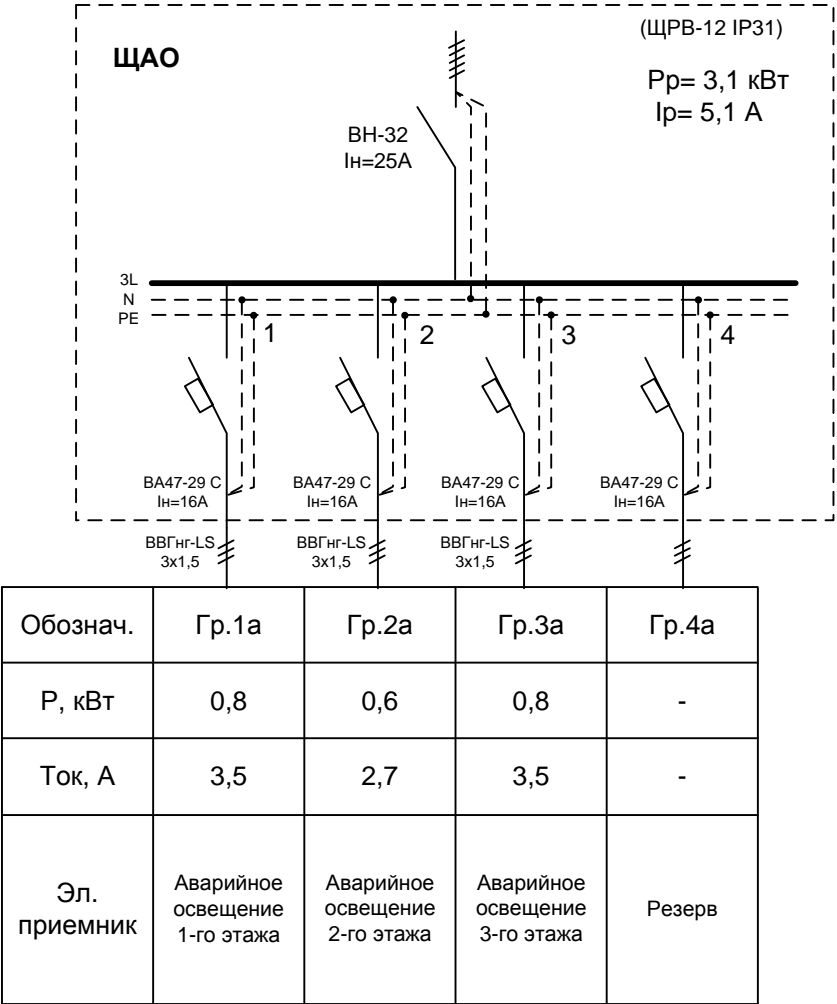 (ЩРВ-12 IP31)
ЩАО
Рр= 3,1 кВт
Iр= 5,1 А
ВН-32
Iн=25А
3L
N
PE
1
2
3
4
ВА47-29 С
Iн=16А
ВА47-29 С
Iн=16А
ВА47-29 С
Iн=16А
ВА47-29 С
Iн=16А
ВВГнг-LS
3х1,5
ВВГнг-LS
3х1,5
ВВГнг-LS
3х1,5
Обознач. Гр.1а Гр.2а Гр.3а Гр.4а
Р, кВт 0,8 0,6 0,8 -
Ток, А 3,5 2,7 3,5 -
Эл.
приемник
Аварийное
освещение
1-го этажа
Аварийное
освещение
2-го этажа
Аварийное
освещение
3-го этажа
Резерв